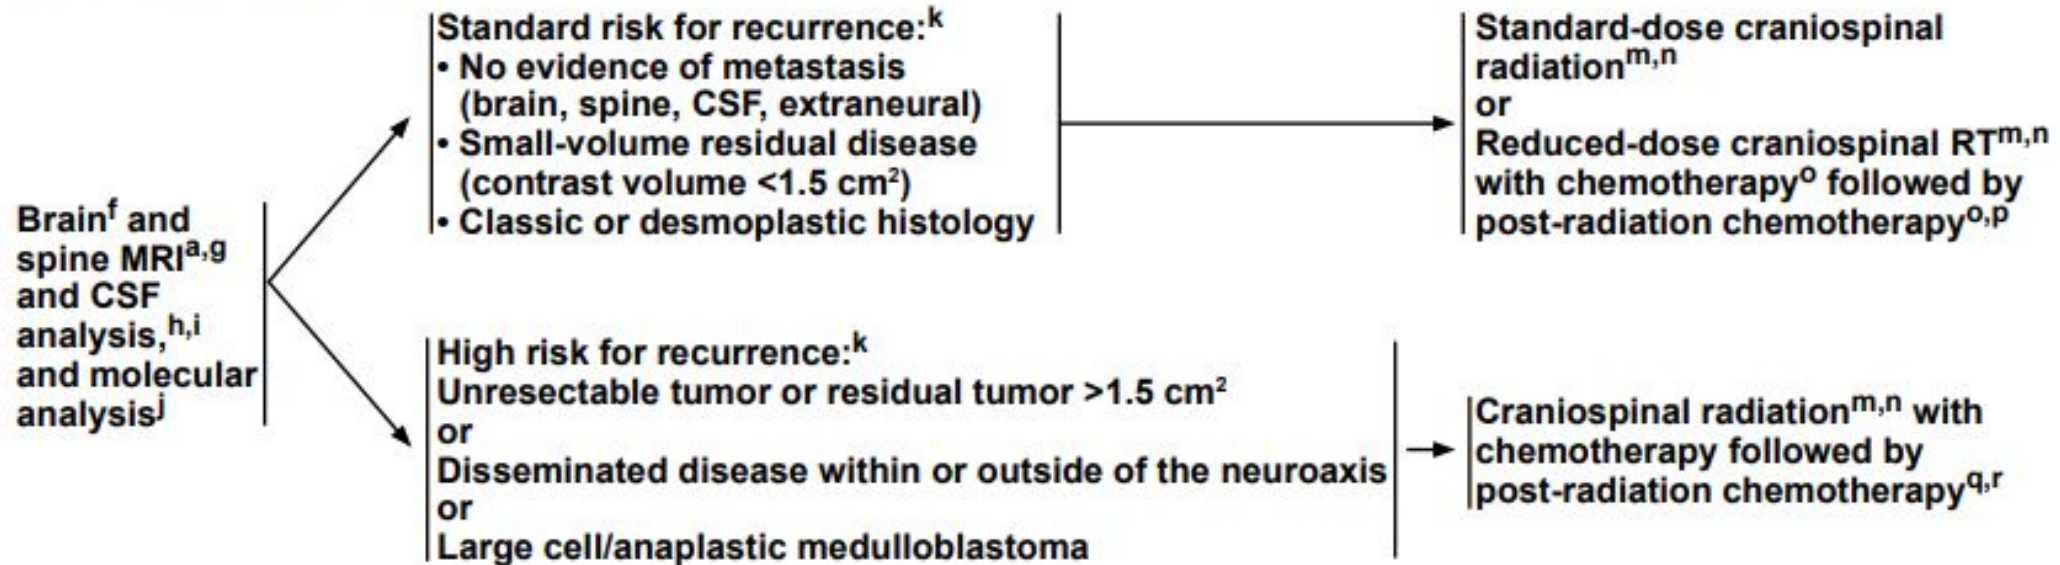 Brainᶠ and
spine MRIᵃ,ᵍ
and CSF
analysis,ʰ,ⁱ
and molecular
analysisʲ
Standard risk for recurrence:ᵏ
• No evidence of metastasis
(brain, spine, CSF, extraneural)
• Small-volume residual disease
(contrast volume <1.5 cm²)
• Classic or desmoplastic histology
Standard-dose craniospinal
radiationᵐ,ⁿ
or
Reduced-dose craniospinal RTᵐ,ⁿ
with chemotherapyᵒ followed by
post-radiation chemotherapyᵒ,ᵖ
High risk for recurrence:ᵏ
Unresectable tumor or residual tumor >1.5 cm²
or
Disseminated disease within or outside of the neuroaxis
or
Large cell/anaplastic medulloblastoma
Craniospinal radiationᵐ,ⁿ with
chemotherapy followed by
post-radiation chemotherapy^q,r